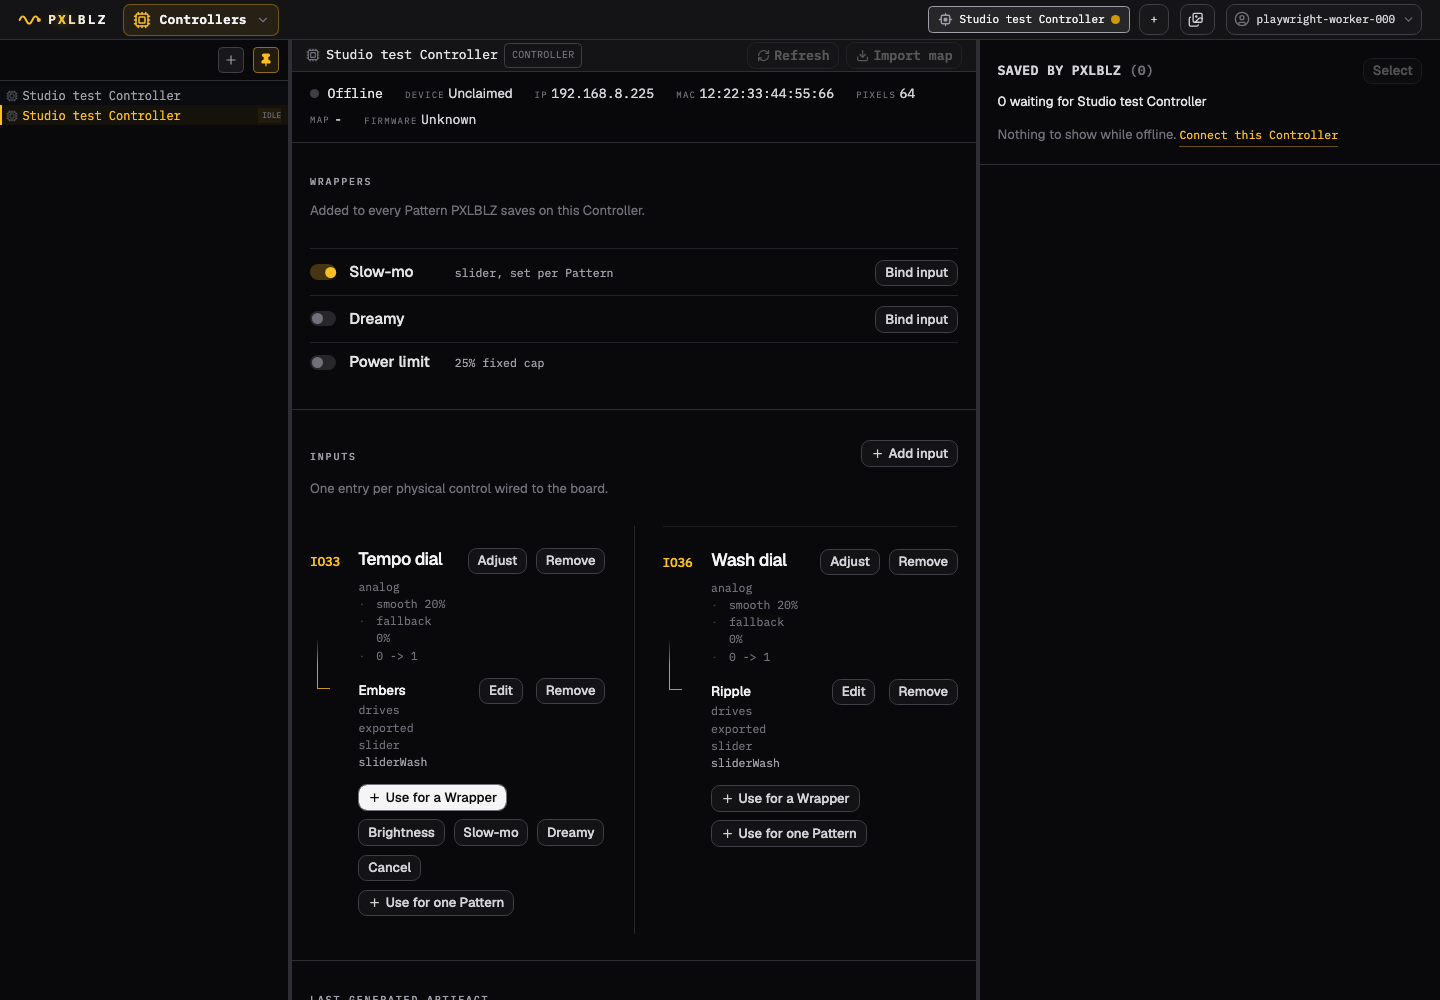 PXLBLZ
Controllers
Studio test Controller
+
playwright-worker-000
+
Studio test Controller
Studio test Controller
IDLE
Studio test Controller
CONTROLLER
Refresh
Import map
Offline
DEVICE Unclaimed
IP 192.168.8.225
MAC 12:22:33:44:55:66
PIXELS 64
MAP -
FIRMWARE Unknown
WRAPPERS
Added to every Pattern PXLBLZ saves on this Controller.
Slow-mo
slider, set per Pattern
Bind input
Dreamy
Bind input
Power limit
25% fixed cap
INPUTS
+ Add input
One entry per physical control wired to the board.
IO33
Tempo dial
Adjust
Remove
analog
· smooth 20%
· fallback
0%
· 0 -> 1
Embers
Edit
Remove
drives
exported
slider
sliderWash
+ Use for a Wrapper
Brightness
Slow-mo
Dreamy
Cancel
+ Use for one Pattern
IO36
Wash dial
Adjust
Remove
analog
· smooth 20%
· fallback
0%
· 0 -> 1
Ripple
Edit
Remove
drives
exported
slider
sliderWash
+ Use for a Wrapper
+ Use for one Pattern
LAST GENERATED ARTIFACT
SAVED BY PXLBLZ (0)
Select
0 waiting for Studio test Controller
Nothing to show while offline. Connect this Controller